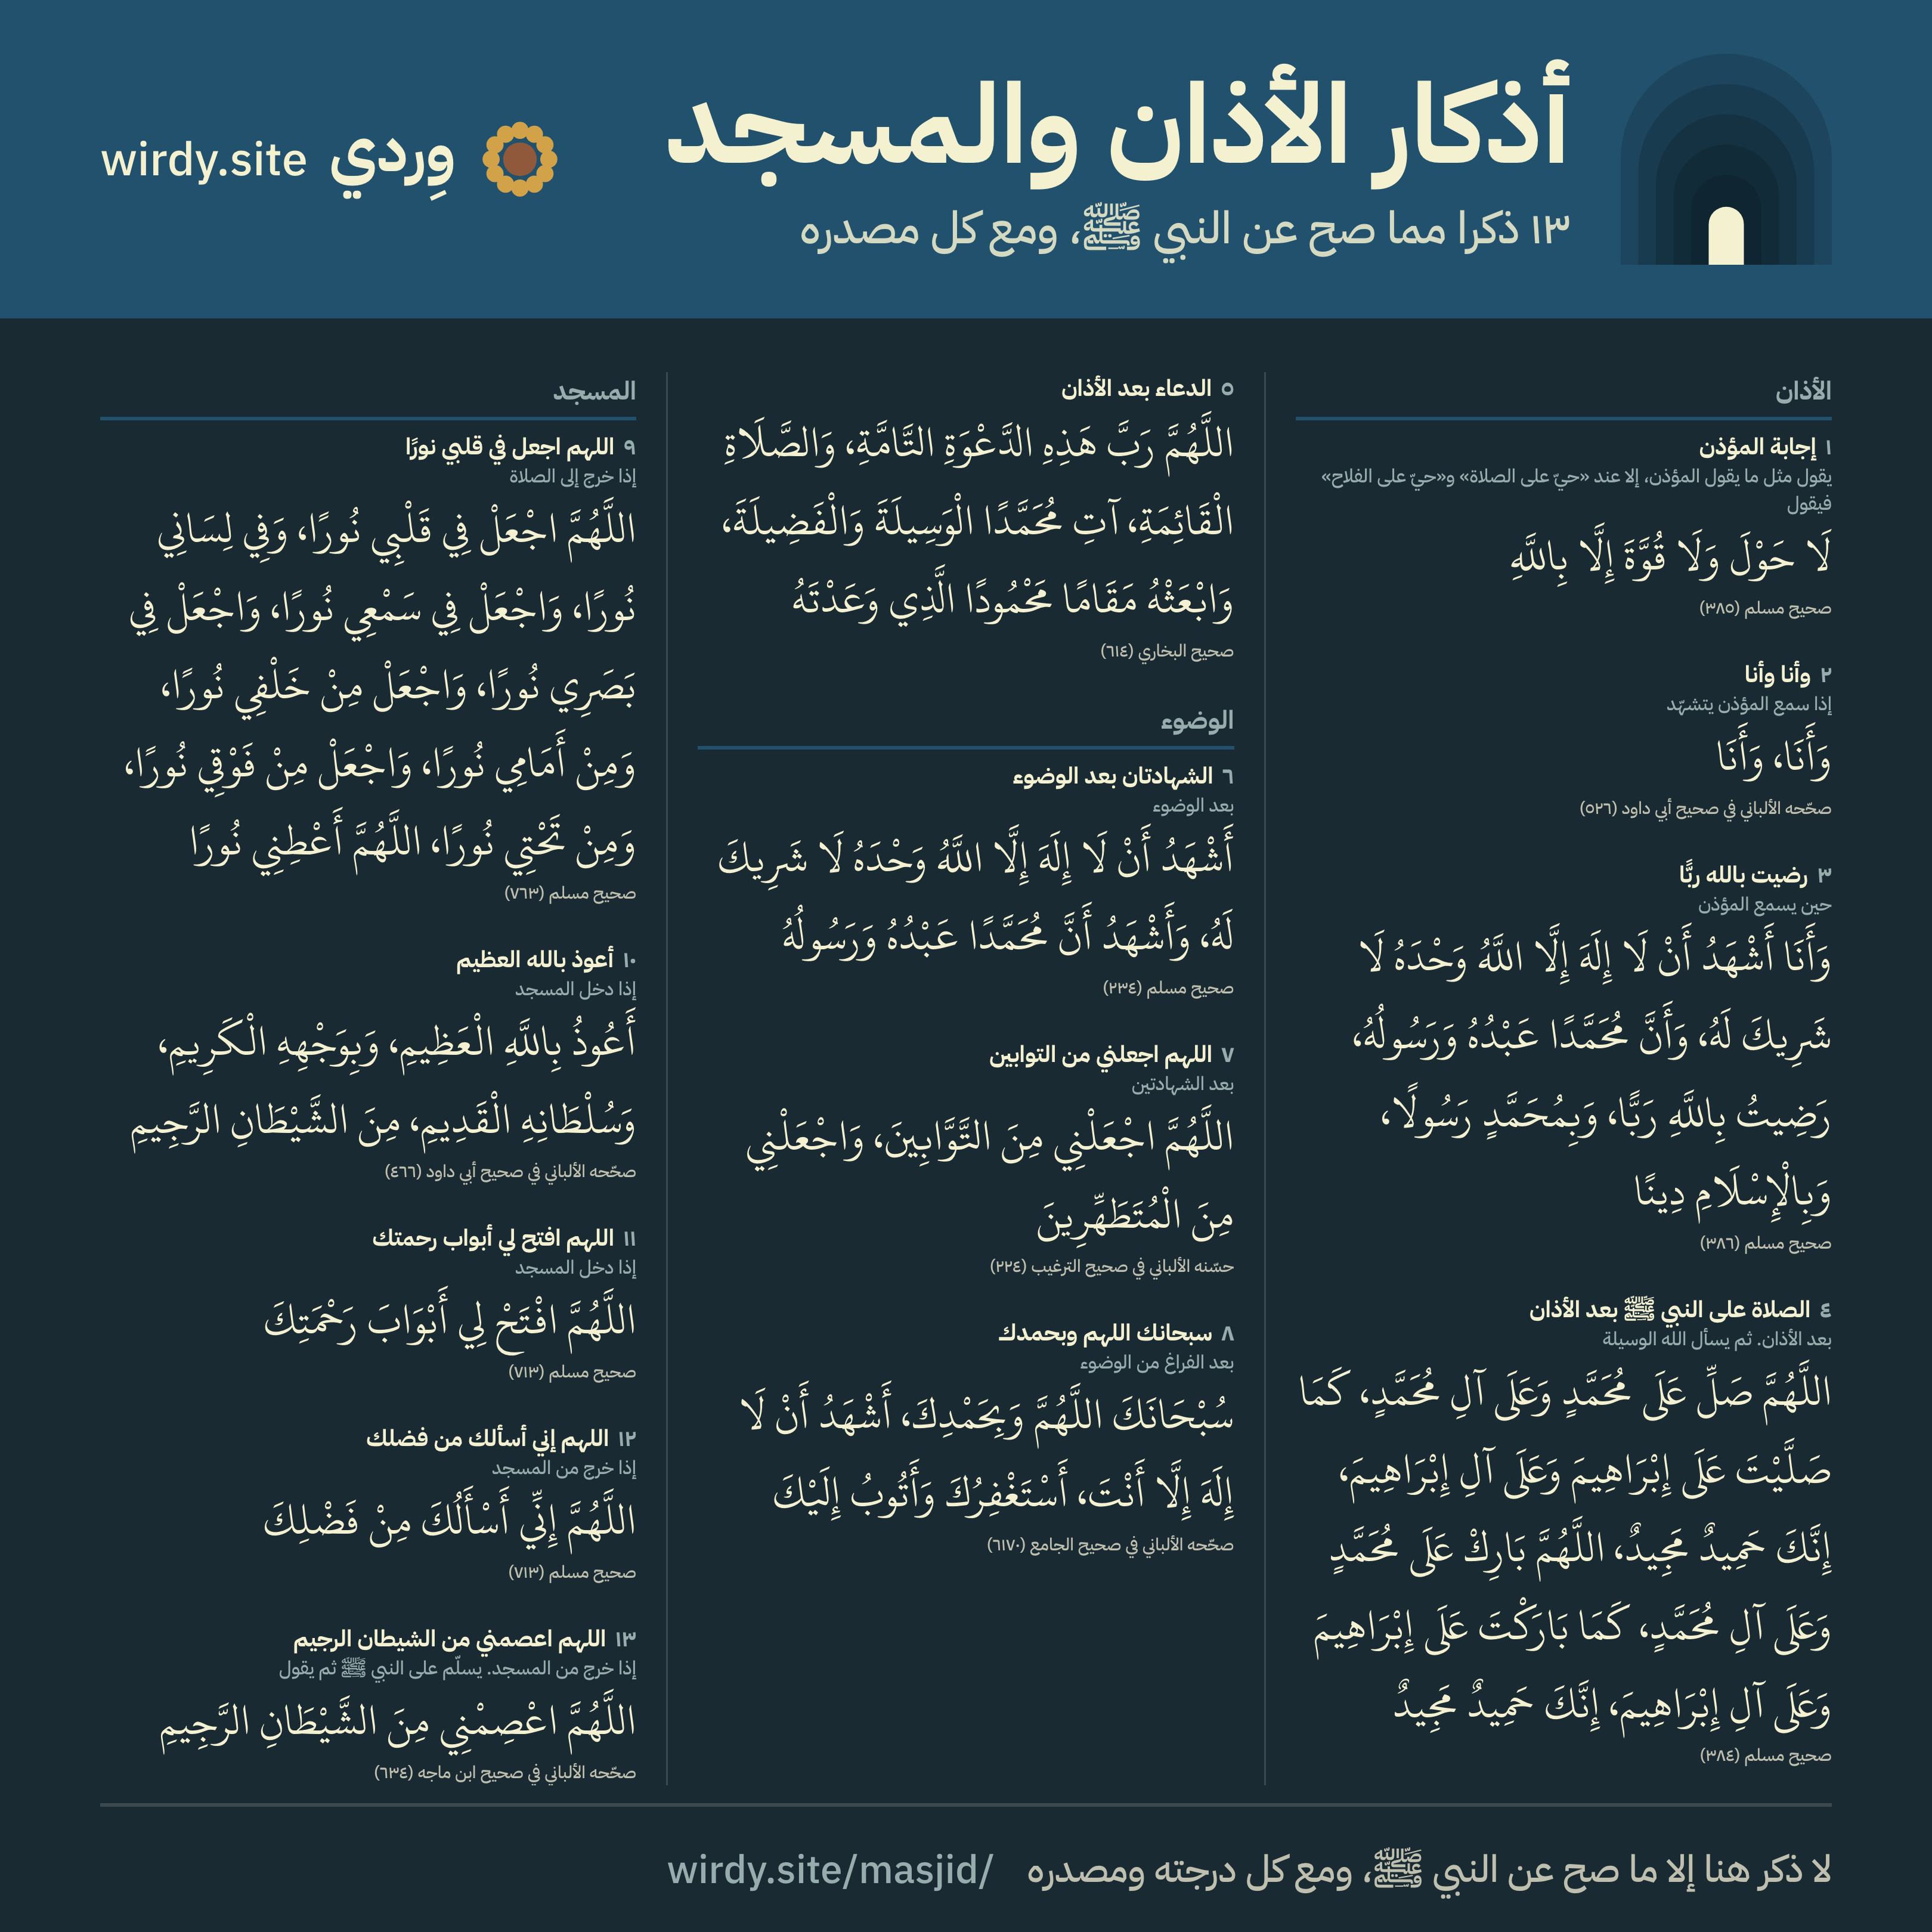 أذكار الأذان والمسجد
١٣ ذكرا مما صح عن النبي ﷺ، ومع كل مصدره
وِردي wirdy.site
الأذان
١ إجابة المؤذن
يقول مثل ما يقول المؤذن، إلا عند «حيّ على الصلاة» و«حيّ على الفلاح»
فيقول
لَا حَوْلَ وَلَا قُوَّةَ إِلَّا بِاللَّهِ
صحيح مسلم (٣٨٥)
٢ وأنا وأنا
إذا سمع المؤذن يتشهّد
وَأَنَا، وَأَنَا
صحّحه الألباني في صحيح أبي داود (٥٢٦)
٣ رضيت بالله ربًّا
حين يسمع المؤذن
وَأَنَا أَشْهَدُ أَنْ لَا إِلَهَ إِلَّا اللَّهُ وَحْدَهُ لَا
شَرِيكَ لَهُ، وَأَنَّ مُحَمَّدًا عَبْدُهُ وَرَسُولُهُ،
رَضِيتُ بِاللَّهِ رَبًّا، وَبِمُحَمَّدٍ رَسُولًا،
وَبِالْإِسْلَامِ دِينًا
صحيح مسلم (٣٨٦)
٤ الصلاة على النبي ﷺ بعد الأذان
بعد الأذان. ثم يسأل الله الوسيلة
اللَّهُمَّ صَلِّ عَلَى مُحَمَّدٍ وَعَلَى آلِ مُحَمَّدٍ، كَمَا
صَلَّيْتَ عَلَى إِبْرَاهِيمَ وَعَلَى آلِ إِبْرَاهِيمَ،
إِنَّكَ حَمِيدٌ مَجِيدٌ، اللَّهُمَّ بَارِكْ عَلَى مُحَمَّدٍ
وَعَلَى آلِ مُحَمَّدٍ، كَمَا بَارَكْتَ عَلَى إِبْرَاهِيمَ
وَعَلَى آلِ إِبْرَاهِيمَ، إِنَّكَ حَمِيدٌ مَجِيدٌ
صحيح مسلم (٣٨٤)
٥ الدعاء بعد الأذان
اللَّهُمَّ رَبَّ هَذِهِ الدَّعْوَةِ التَّامَّةِ، وَالصَّلَاةِ
الْقَائِمَةِ، آتِ مُحَمَّدًا الْوَسِيلَةَ وَالْفَضِيلَةَ،
وَابْعَثْهُ مَقَامًا مَحْمُودًا الَّذِي وَعَدْتَهُ
صحيح البخاري (٦١٤)
الوضوء
٦ الشهادتان بعد الوضوء
بعد الوضوء
أَشْهَدُ أَنْ لَا إِلَهَ إِلَّا اللَّهُ وَحْدَهُ لَا شَرِيكَ
لَهُ، وَأَشْهَدُ أَنَّ مُحَمَّدًا عَبْدُهُ وَرَسُولُهُ
صحيح مسلم (٢٣٤)
٧ اللهم اجعلني من التوابين
بعد الشهادتين
اللَّهُمَّ اجْعَلْنِي مِنَ التَّوَّابِينَ، وَاجْعَلْنِي
مِنَ الْمُتَطَهِّرِينَ
حسّنه الألباني في صحيح الترغيب (٢٢٤)
٨ سبحانك اللهم وبحمدك
بعد الفراغ من الوضوء
سُبْحَانَكَ اللَّهُمَّ وَبِحَمْدِكَ، أَشْهَدُ أَنْ لَا
إِلَهَ إِلَّا أَنْتَ، أَسْتَغْفِرُكَ وَأَتُوبُ إِلَيْكَ
صحّحه الألباني في صحيح الجامع (٦١٧٠)
المسجد
٩ اللهم اجعل في قلبي نورًا
إذا خرج إلى الصلاة
اللَّهُمَّ اجْعَلْ فِي قَلْبِي نُورًا، وَفِي لِسَانِي
نُورًا، وَاجْعَلْ فِي سَمْعِي نُورًا، وَاجْعَلْ فِي
بَصَرِي نُورًا، وَاجْعَلْ مِنْ خَلْفِي نُورًا،
وَمِنْ أَمَامِي نُورًا، وَاجْعَلْ مِنْ فَوْقِي نُورًا،
وَمِنْ تَحْتِي نُورًا، اللَّهُمَّ أَعْطِنِي نُورًا
صحيح مسلم (٧٦٣)
١٠ أعوذ بالله العظيم
إذا دخل المسجد
أَعُوذُ بِاللَّهِ الْعَظِيمِ، وَبِوَجْهِهِ الْكَرِيمِ،
وَسُلْطَانِهِ الْقَدِيمِ، مِنَ الشَّيْطَانِ الرَّجِيمِ
صحّحه الألباني في صحيح أبي داود (٤٦٦)
١١ اللهم افتح لي أبواب رحمتك
إذا دخل المسجد
اللَّهُمَّ افْتَحْ لِي أَبْوَابَ رَحْمَتِكَ
صحيح مسلم (٧١٣)
١٢ اللهم إني أسألك من فضلك
إذا خرج من المسجد
اللَّهُمَّ إِنِّي أَسْأَلُكَ مِنْ فَضْلِكَ
صحيح مسلم (٧١٣)
١٣ اللهم اعصمني من الشيطان الرجيم
إذا خرج من المسجد. يسلّم على النبي ﷺ ثم يقول
اللَّهُمَّ اعْصِمْنِي مِنَ الشَّيْطَانِ الرَّجِيمِ
صحّحه الألباني في صحيح ابن ماجه (٦٣٤)
لا ذكر هنا إلا ما صح عن النبي ﷺ، ومع كل درجته ومصدره wirdy.site/masjid/